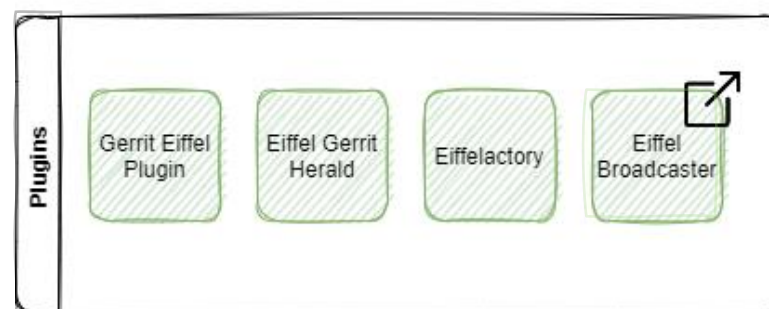 Plugins
Gerrit Eiffel
Plugin
Eiffel Gerrit
Herald
Eiffelactory
Eiffel
Broadcaster